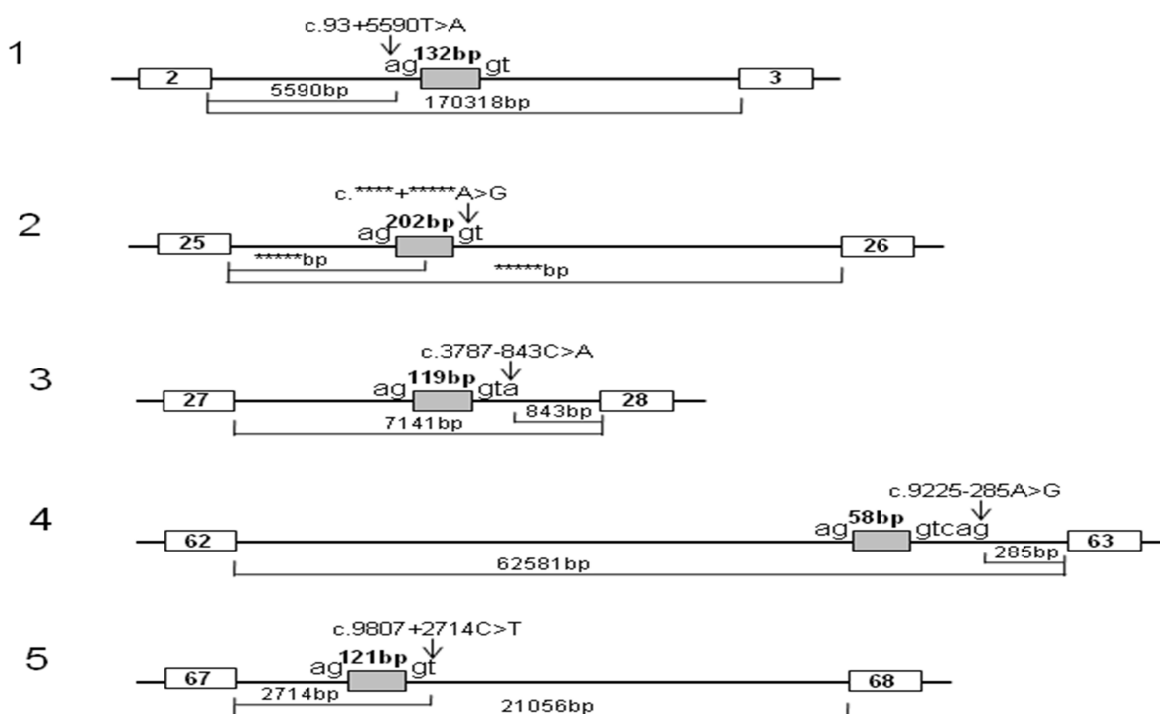 1
c.93+5590T>A
ag 132bp gt
2 3
5590bp
170318bp
2
c.****+*****A>G
ag 202bp gt
25 26
*****bp
*****bp
3
c.3787-843C>A
ag 119bp gta
27 28
843bp
7141bp
4
c.9225-285A>G
ag 58bp gtcag
62 63
285bp
62581bp
5
c.9807+2714C>T
ag 121bp gt
67 68
2714bp
21056bp